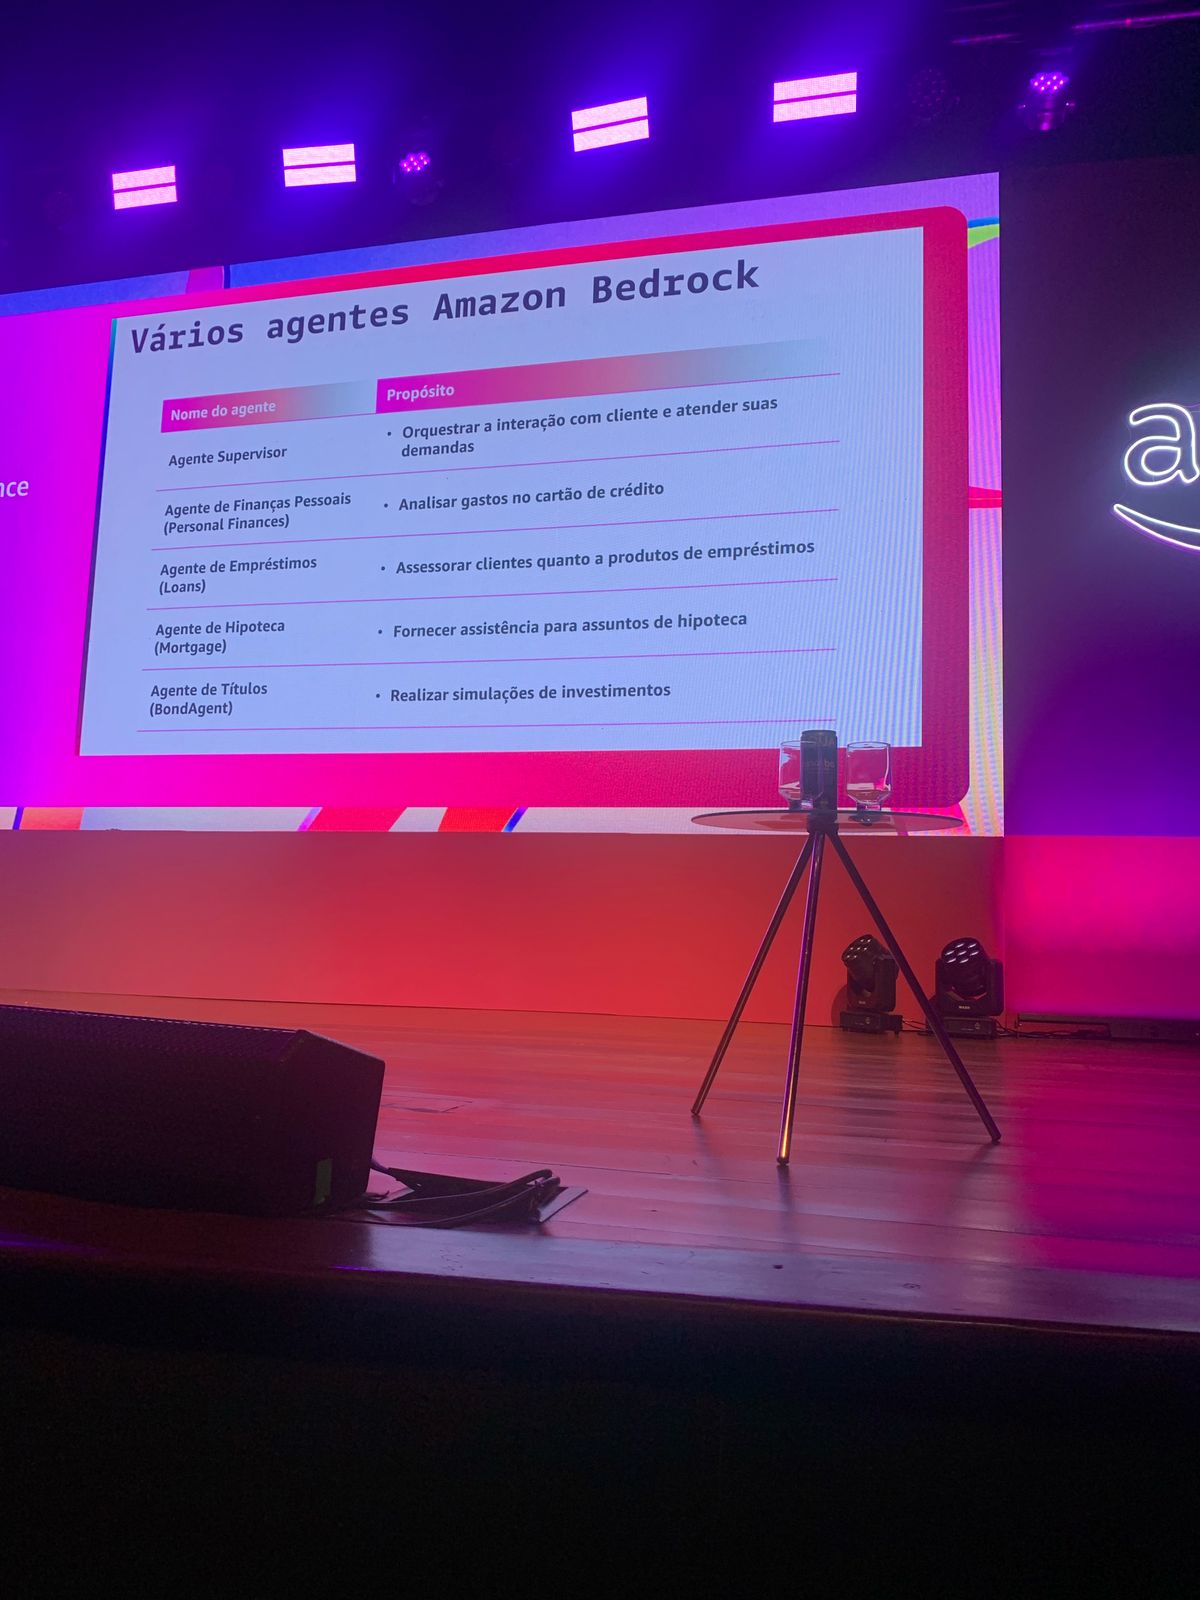 Vários agentes Amazon Bedrock
Nome do agente
Propósito
Agente Supervisor
• Orquestrar a interação com cliente e atender suas
demandas
Agente de Finanças Pessoais
(Personal Finances)
• Analisar gastos no cartão de crédito
Agente de Empréstimos
(Loans)
• Assessorar clientes quanto a produtos de empréstimos
Agente de Hipoteca
(Mortgage)
• Fornecer assistência para assuntos de hipoteca
Agente de Títulos
(BondAgent)
• Realizar simulações de investimentos
nce
a